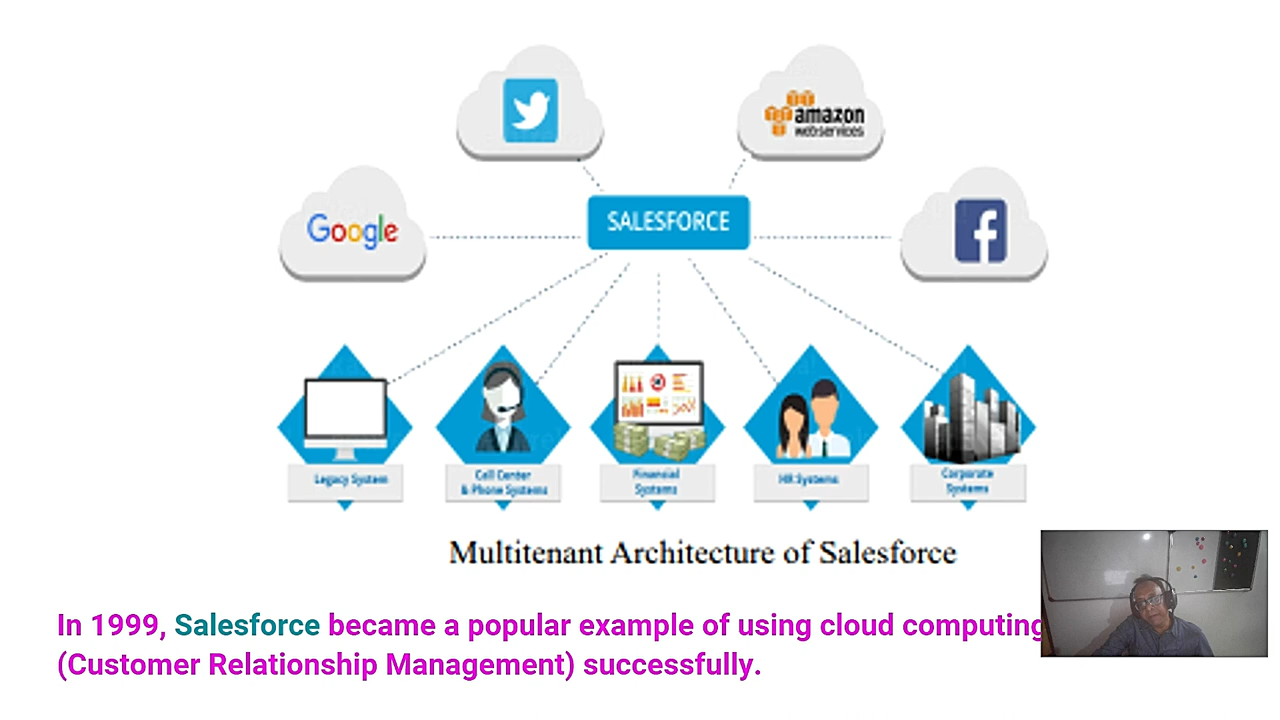 amazon
webservices
SALESFORCE
Google
Legacy System
Call Center
& Phone Systems
Financial
Systems
HR Systems
Corporate
Systems
Multitenant Architecture of Salesforce
In 1999, Salesforce became a popular example of using cloud computing
(Customer Relationship Management) successfully.